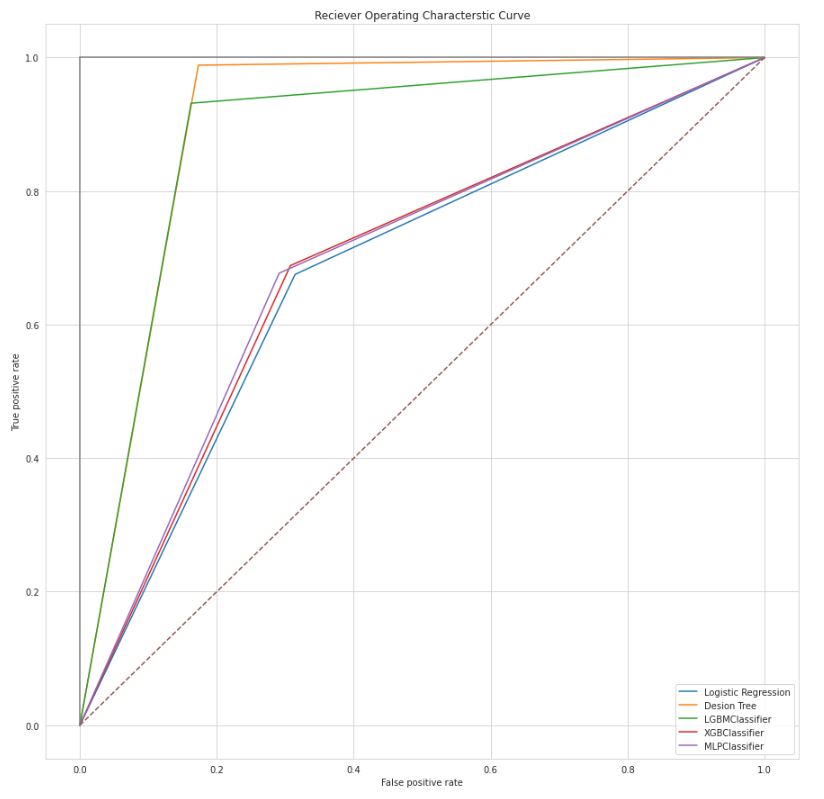 Reciever Operating Characterstic Curve
1.0
0.8
0.6
0.4
0.2
0.0
True positive rate
0.0 0.2 0.4 0.6 0.8 1.0
False positive rate
Logistic Regression
Desion Tree
LGBMClassifier
XGBClassifier
MLPClassifier